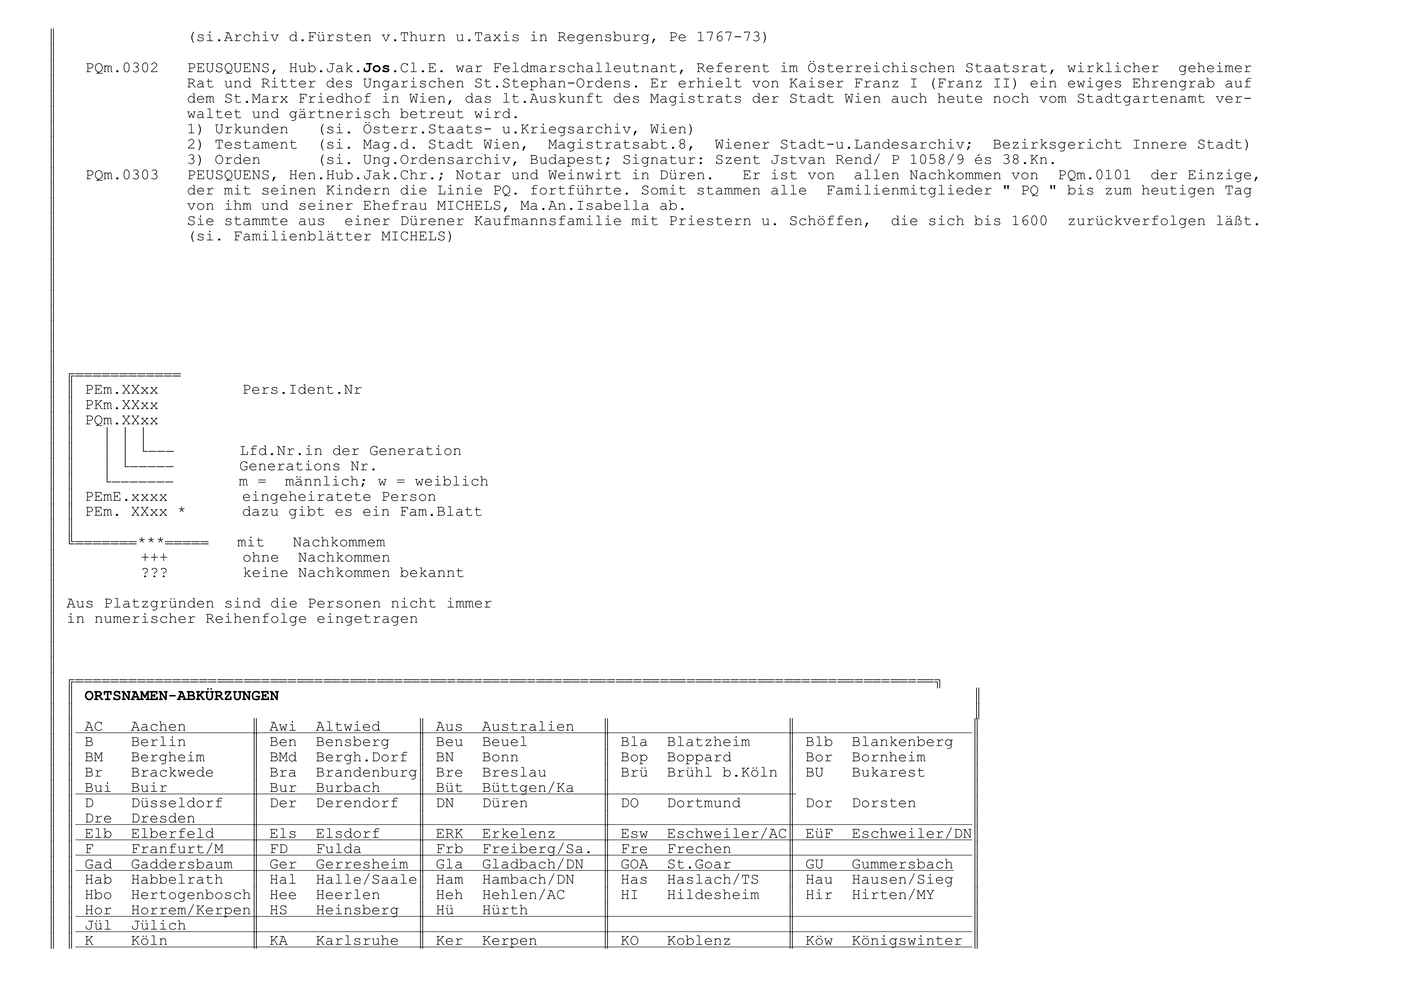 (si.Archiv d.Fürsten v.Thurn u.Taxis in Regensburg, Pe 1767-73)
PQm.0302 PEUSQUENS, Hub.Jak.Jos.Cl.E. war Feldmarschalleutnant, Referent im Österreichischen Staatsrat, wirklicher geheimer
Rat und Ritter des Ungarischen St.Stephan-Ordens. Er erhielt von Kaiser Franz I (Franz II) ein ewiges Ehrengrab auf
dem St.Marx Friedhof in Wien, das lt.Auskunft des Magistrats der Stadt Wien auch heute noch vom Stadtgartenamt ver-
waltet und gärtnerisch betreut wird.
1) Urkunden (si. Österr.Staats- u.Kriegsarchiv, Wien)
2) Testament (si. Mag.d. Stadt Wien, Magistratsabt.8, Wiener Stadt-u.Landesarchiv; Bezirksgericht Innere Stadt)
3) Orden (si. Ung.Ordensarchiv, Budapest; Signatur: Szent Jstvan Rend/ P 1058/9 és 38.Kn.
PQm.0303 PEUSQUENS, Hen.Hub.Jak.Chr.; Notar und Weinwirt in Düren. Er ist von allen Nachkommen von PQm.0101 der Einzige,
der mit seinen Kindern die Linie PQ. fortführte. Somit stammen alle Familienmitglieder " PQ " bis zum heutigen Tag
von ihm und seiner Ehefrau MICHELS, Ma.An.Isabella ab.
Sie stammte aus einer Dürener Kaufmannsfamilie mit Priestern u. Schöffen, die sich bis 1600 zurückverfolgen läßt.
(si. Familienblätter MICHELS)
PEm.XXxx Pers.Ident.Nr
PKm.XXxx
PQm.XXxx
Lfd.Nr.in der Generation
Generations Nr.
m = männlich; w = weiblich
PEmE.xxxx eingeheiratete Person
PEm. XXxx * dazu gibt es ein Fam.Blatt
*** mit Nachkommem
+++ ohne Nachkommen
??? keine Nachkommen bekannt
Aus Platzgründen sind die Personen nicht immer
in numerischer Reihenfolge eingetragen
ORTSNAMEN-ABKÜRZUNGEN
AC Aachen Awi Altwied Aus Australien
B Berlin Ben Bensberg Beu Beuel Bla Blatzheim Blb Blankenberg
BM Bergheim BMd Bergh.Dorf BN Bonn Bop Boppard Bor Bornheim
Br Brackwede Bra Brandenburg Bre Breslau Brü Brühl b.Köln BU Bukarest
Bui Buir Bur Burbach Büt Büttgen/Ka
D Düsseldorf Der Derendorf DN Düren DO Dortmund Dor Dorsten
Dre Dresden
Elb Elberfeld Els Elsdorf ERK Erkelenz Esw Eschweiler/AC EüF Eschweiler/DN
F Franfurt/M FD Fulda Frb Freiberg/Sa. Fre Frechen
Gad Gaddersbaum Ger Gerresheim Gla Gladbach/DN GOA St.Goar GU Gummersbach
Hab Habbelrath Hal Halle/Saale Ham Hambach/DN Has Haslach/TS Hau Hausen/Sieg
Hbo Hertogenbosch Hee Heerlen Heh Hehlen/AC HI Hildesheim Hir Hirten/MY
Hor Horrem/Kerpen HS Heinsberg Hü Hürth
Jül Jülich
K Köln KA Karlsruhe Ker Kerpen KO Koblenz Köw Königswinter